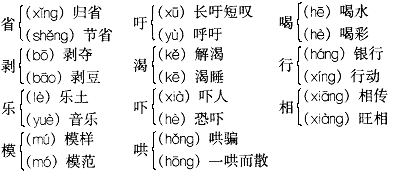 省{(xǐng)归省 吁{(xū)长吁短叹 喝{(hē)喝水
(shěng)节省 (yù)呼吁 (hè)喝彩
剥{(bō)剥夺 渴{(kě)解渴 行{(háng)银行
(bāo)剥豆 (kē)渴睡 (xíng)行动
乐{(lè)乐土 吓{(xià)吓人 相{(xiāng)相传
(yuè)音乐 (hè)恐吓 (xiàng)旺相
模{(mú)模样 哄{(hǒng)哄骗
(mó)模范 (hōng)一哄而散